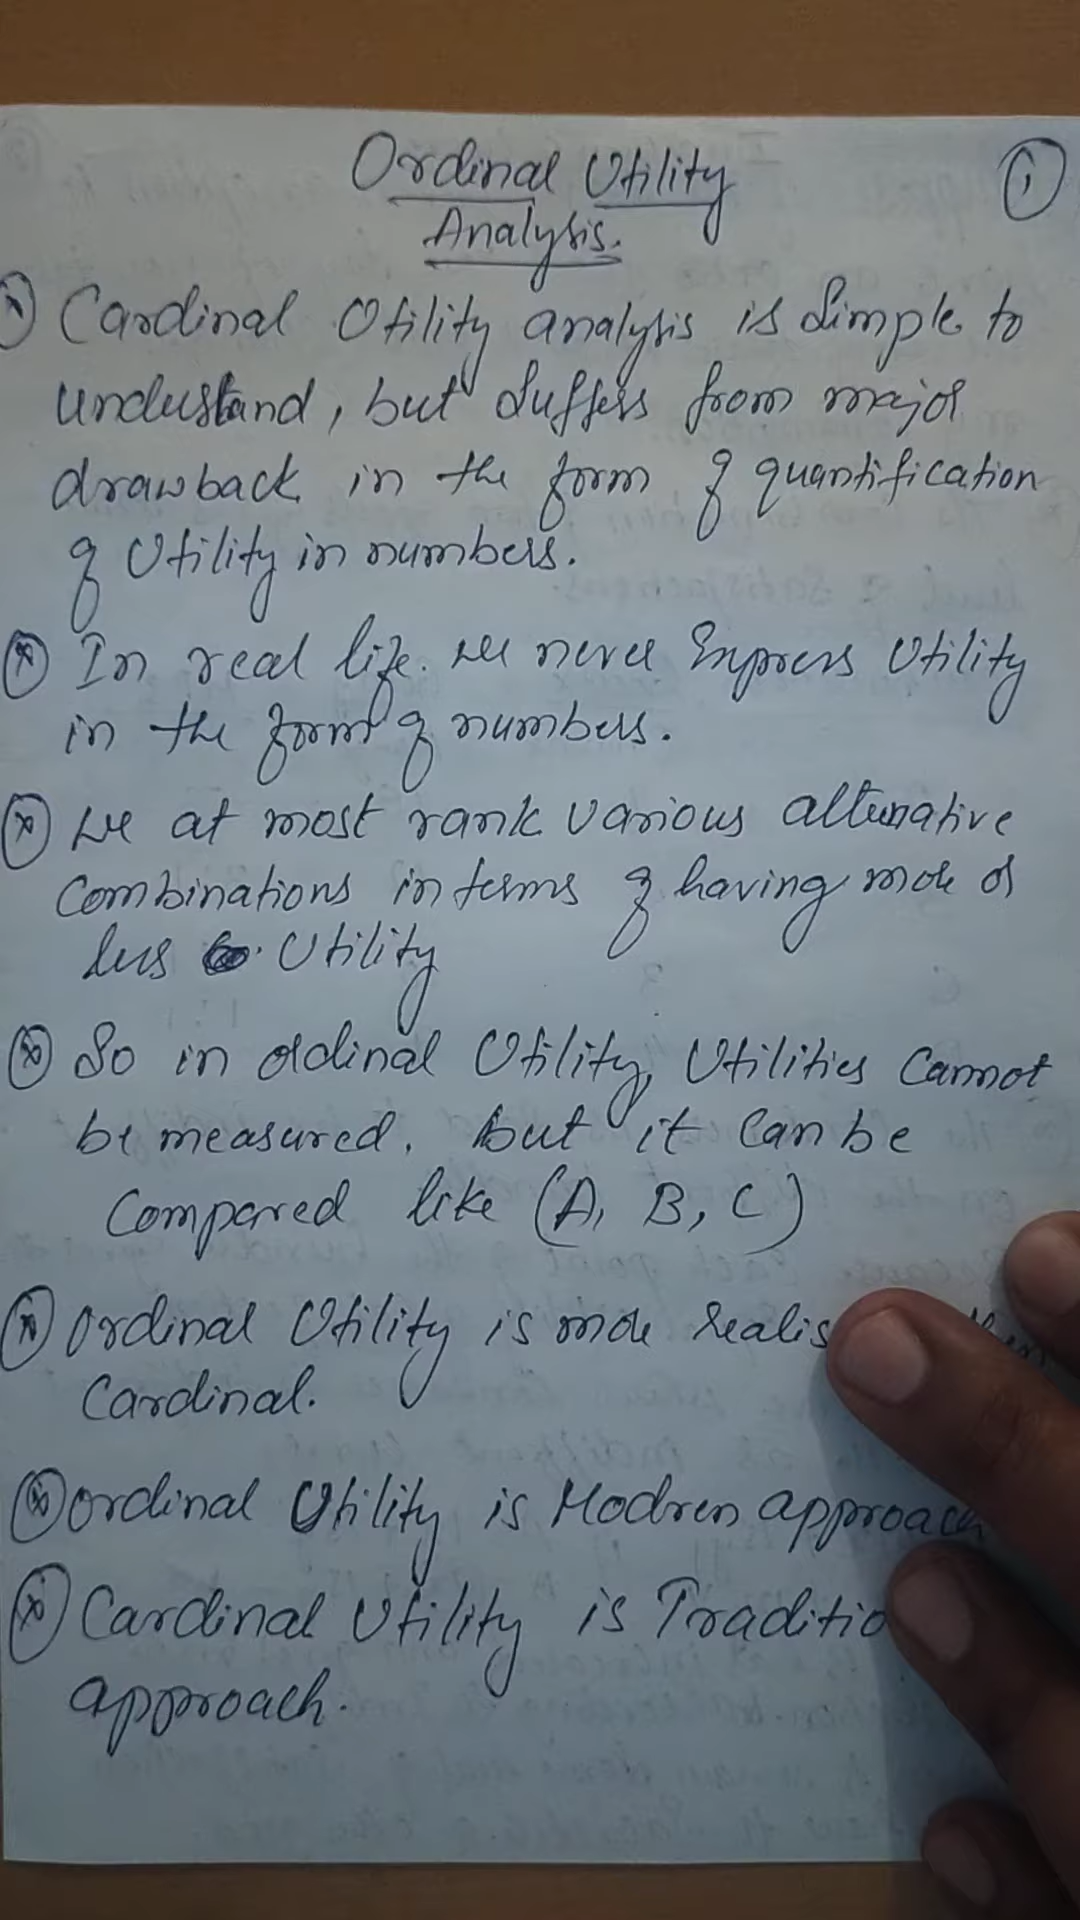 Ordinal Utility
Analysis.
1
Cardinal Utility analysis is simple to
understand, but suffers from major
drawback in the form of quantification
of Utility in numbers.
In real life. we never Express Utility
in the form of numbers.
we at most rank various alternative
Combinations in terms of having more or
less Utility
So in ordinal Utility, Utilities Cannot
be measured. but it Can be
Compared like (A, B, C)
Ordinal Utility is more
Cardinal.
ordinal Utility is Modren approach
Cardinal Utility is
approach.